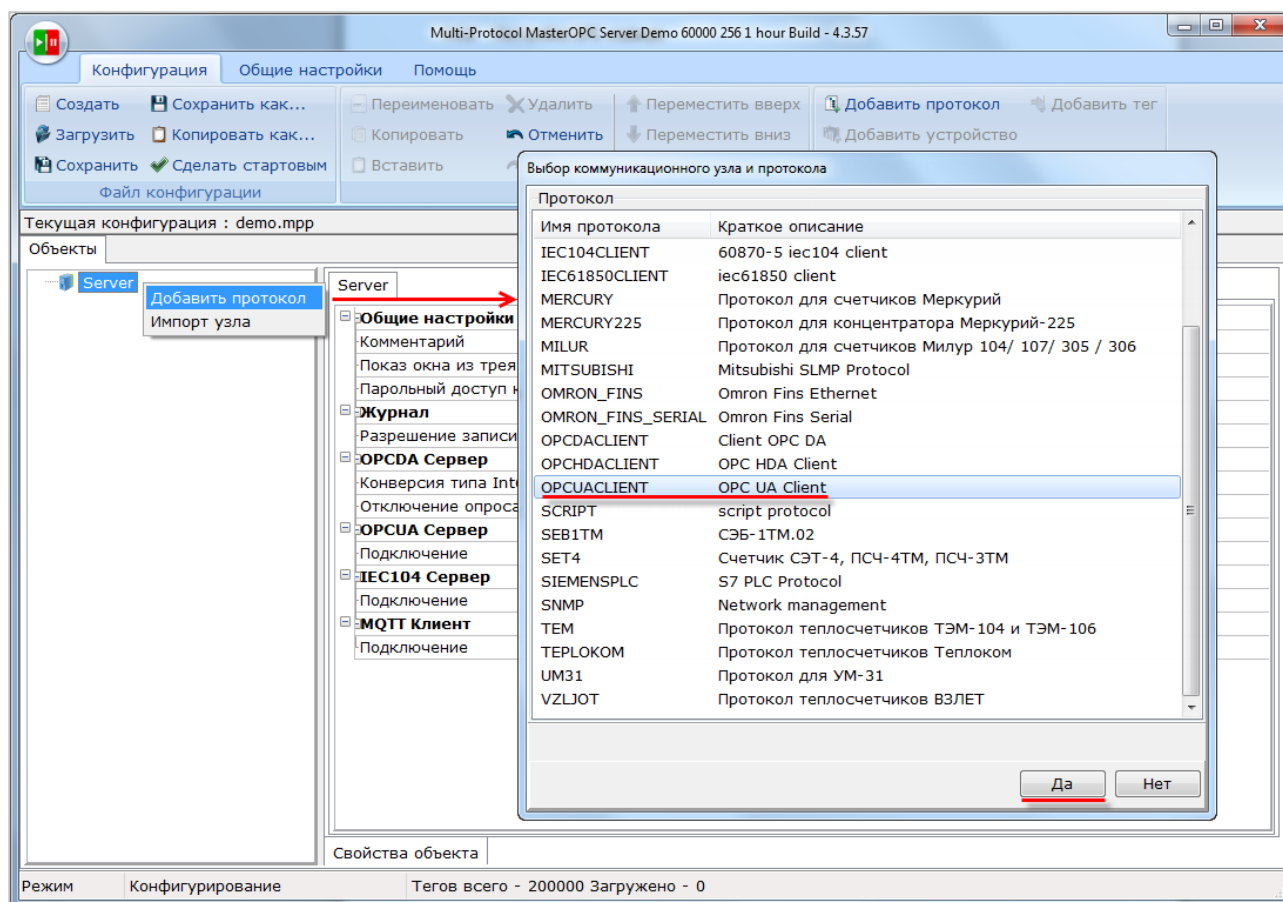 Multi-Protocol MasterOPC Server Demo 60000 256 1 hour Build - 4.3.57
Конфигурация Общие настройки Помощь
Создать Сохранить как... Переименовать Удалить Переместить вверх Добавить протокол Добавить тег
Загрузить Копировать как... Копировать Отменить Переместить вниз Добавить устройство
Сохранить Сделать стартовым Вставить
Файл конфигурации
Текущая конфигурация : demo.mpp
Объекты
Server
Добавить протокол
Импорт узла
Server
Общие настройки
Комментарий
Показ окна из трея
Парольный доступ к
Журнал
Разрешение записи
OPCDA Сервер
Конверсия типа Int
Отключение опроса
OPCUA Сервер
Подключение
IEC104 Сервер
Подключение
MQTT Клиент
Подключение
Свойства объекта
Выбор коммуникационного узла и протокола
Протокол
Имя протокола Краткое описание
IEC104CLIENT 60870-5 iec104 client
IEC61850CLIENT iec61850 client
MERCURY Протокол для счетчиков Меркурий
MERCURY225 Протокол для концентратора Меркурий-225
MILUR Протокол для счетчиков Милур 104/ 107/ 305 / 306
MITSUBISHI Mitsubishi SLMP Protocol
OMRON_FINS Omron Fins Ethernet
OMRON_FINS_SERIAL Omron Fins Serial
OPCDACLIENT Client OPC DA
OPCHDACLIENT OPC HDA Client
OPCUACLIENT OPC UA Client
SCRIPT script protocol
SEB1TM СЭБ-1ТМ.02
SET4 Счетчик СЭТ-4, ПСЧ-4ТМ, ПСЧ-3ТМ
SIEMENSPLC S7 PLC Protocol
SNMP Network management
TEM Протокол теплосчетчиков ТЭМ-104 и ТЭМ-106
TEPLOKOM Протокол теплосчетчиков Теплоком
UM31 Протокол для УМ-31
VZLJOT Протокол теплосчетчиков ВЗЛЕТ
Да Нет
Режим Конфигурирование Тегов всего - 200000 Загружено - 0